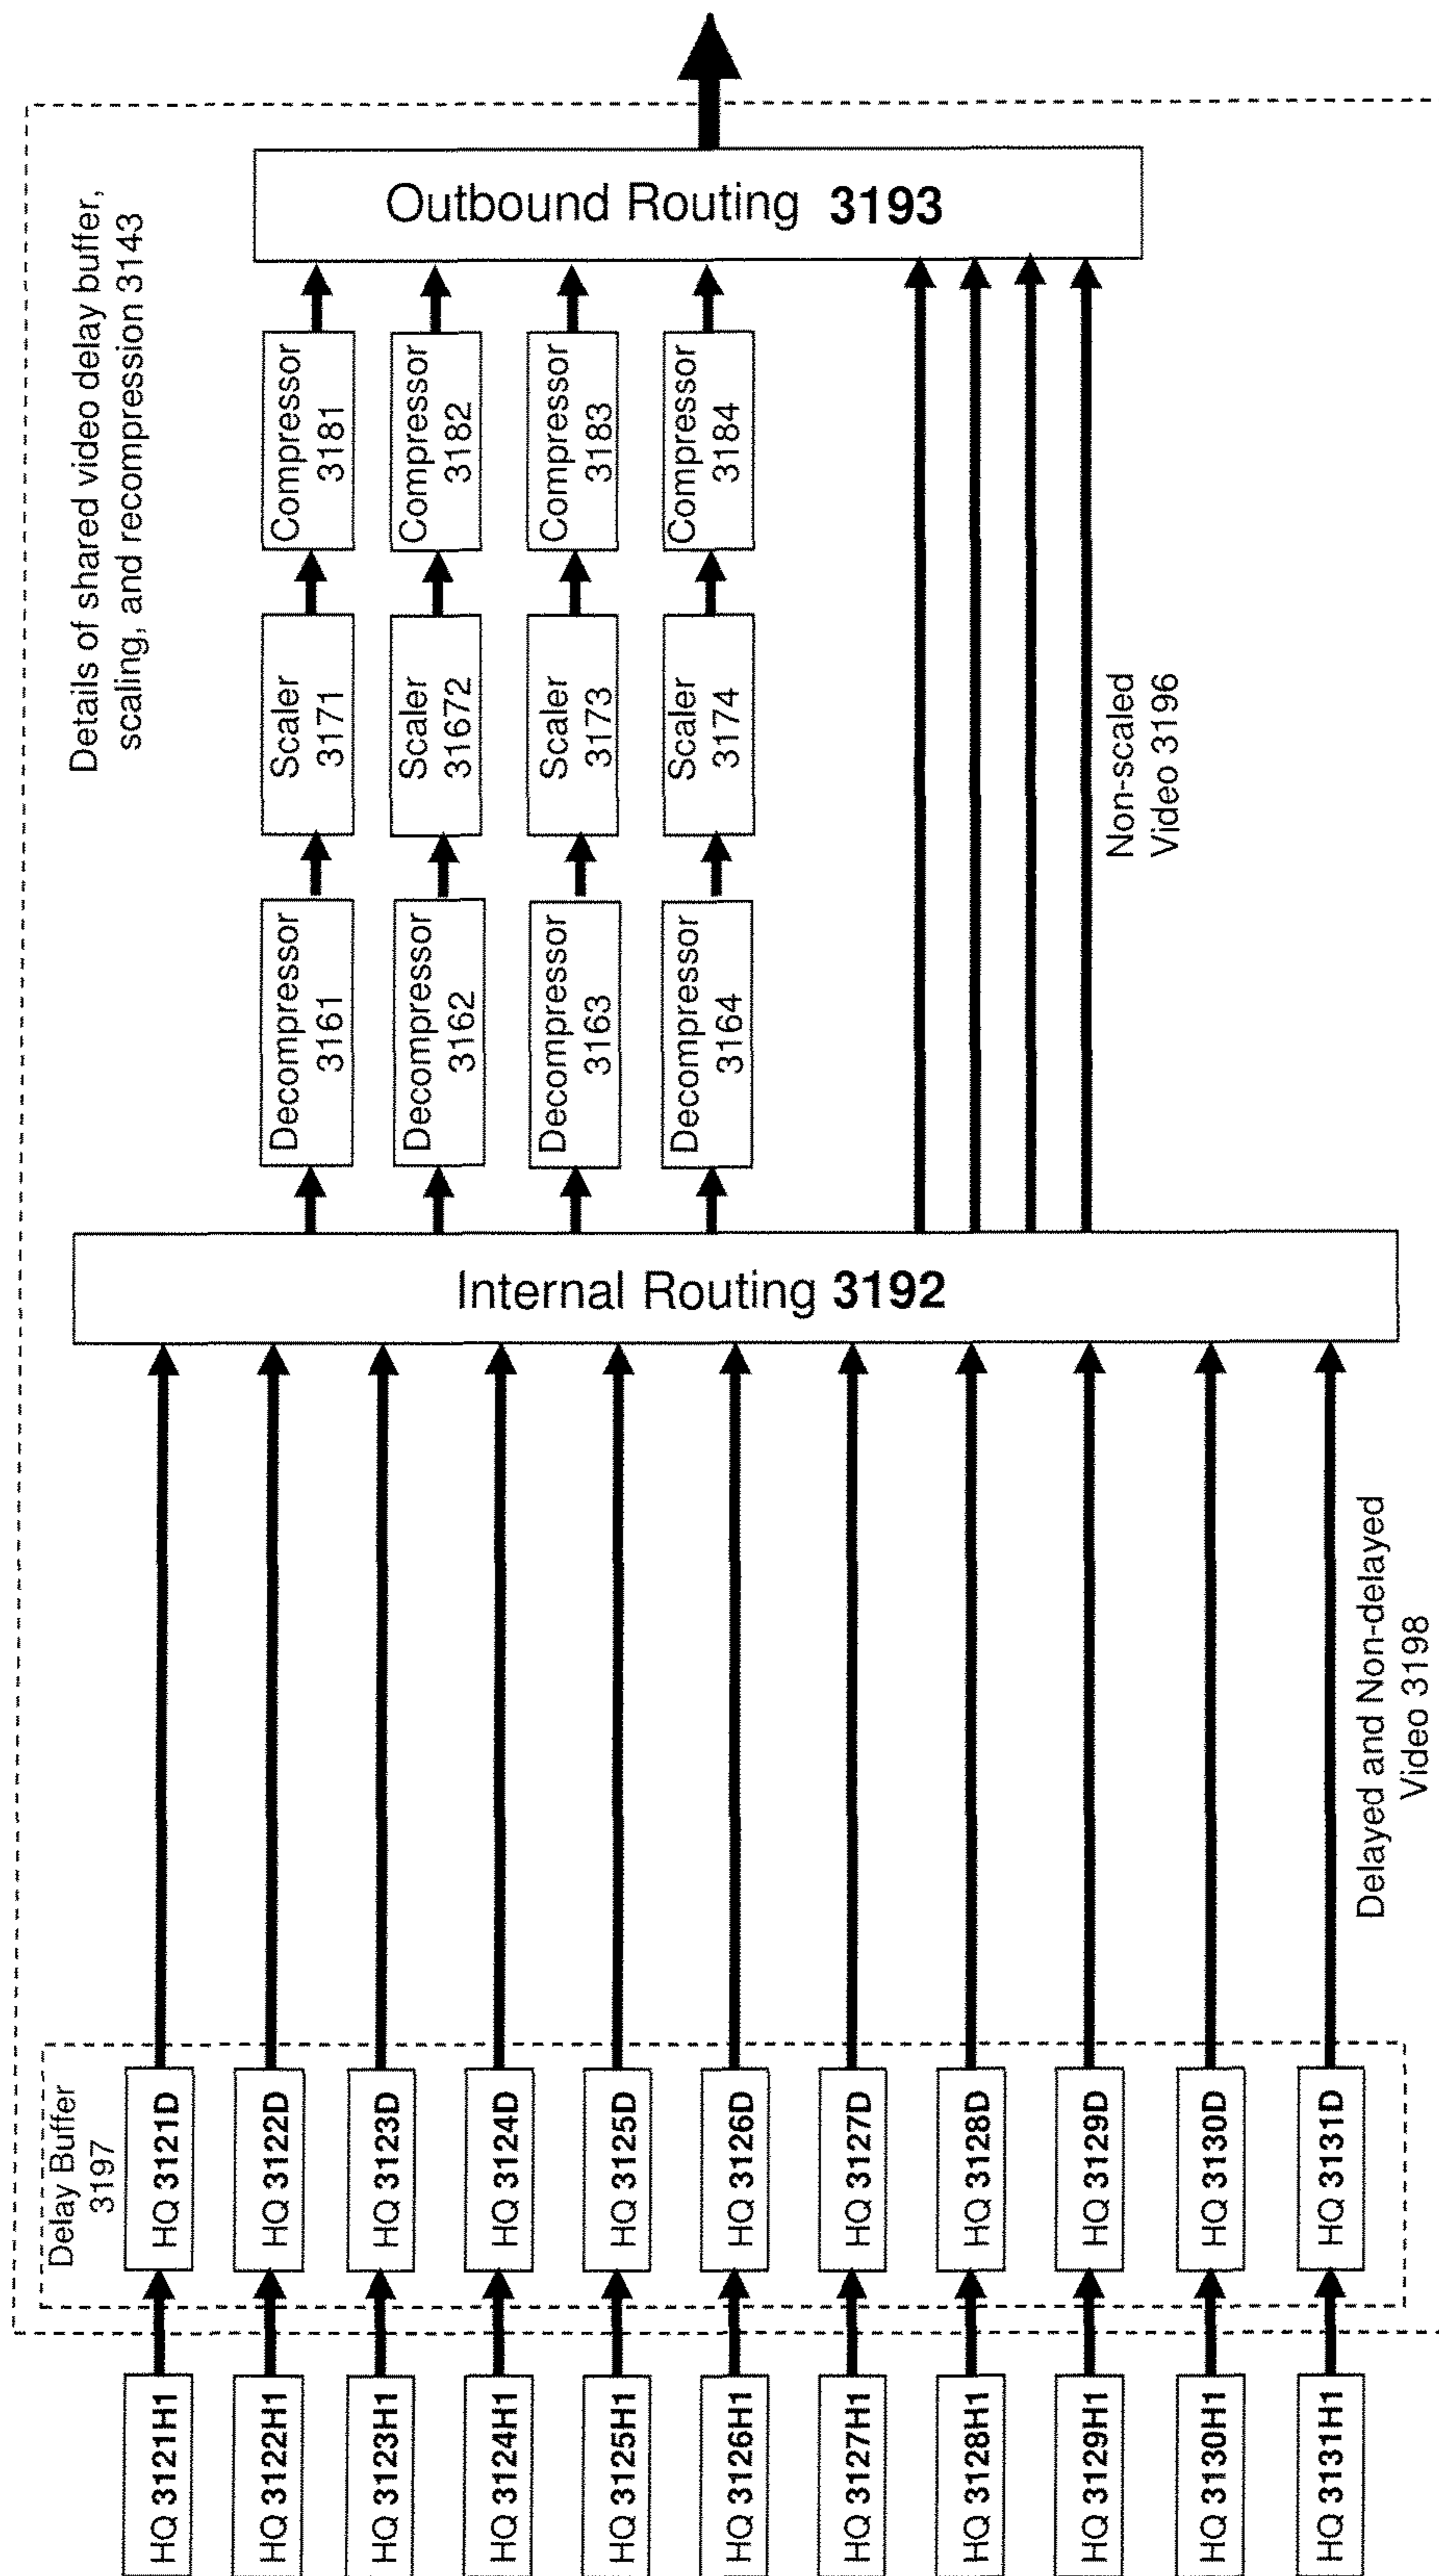 Details of shared video delay buffer,
scaling, and recompression 3143
Delay Buffer
3197
HQ 3121H1
HQ 3122H1
HQ 3123H1
HQ 3124H1
HQ 3125H1
HQ 3126H1
HQ 3127H1
HQ 3128H1
HQ 3129H1
HQ 3130H1
HQ 3131H1
HQ 3121D
HQ 3122D
HQ 3123D
HQ 3124D
HQ 3125D
HQ 3126D
HQ 3127D
HQ 3128D
HQ 3129D
HQ 3130D
HQ 3131D
Delayed and Non-delayed
Video 3198
Internal Routing 3192
Decompressor
3161
Scaler
3171
Compressor
3181
Decompressor
3162
Scaler
31672
Compressor
3182
Decompressor
3163
Scaler
3173
Compressor
3183
Decompressor
3164
Scaler
3174
Compressor
3184
Non-scaled
Video 3196
Outbound Routing 3193